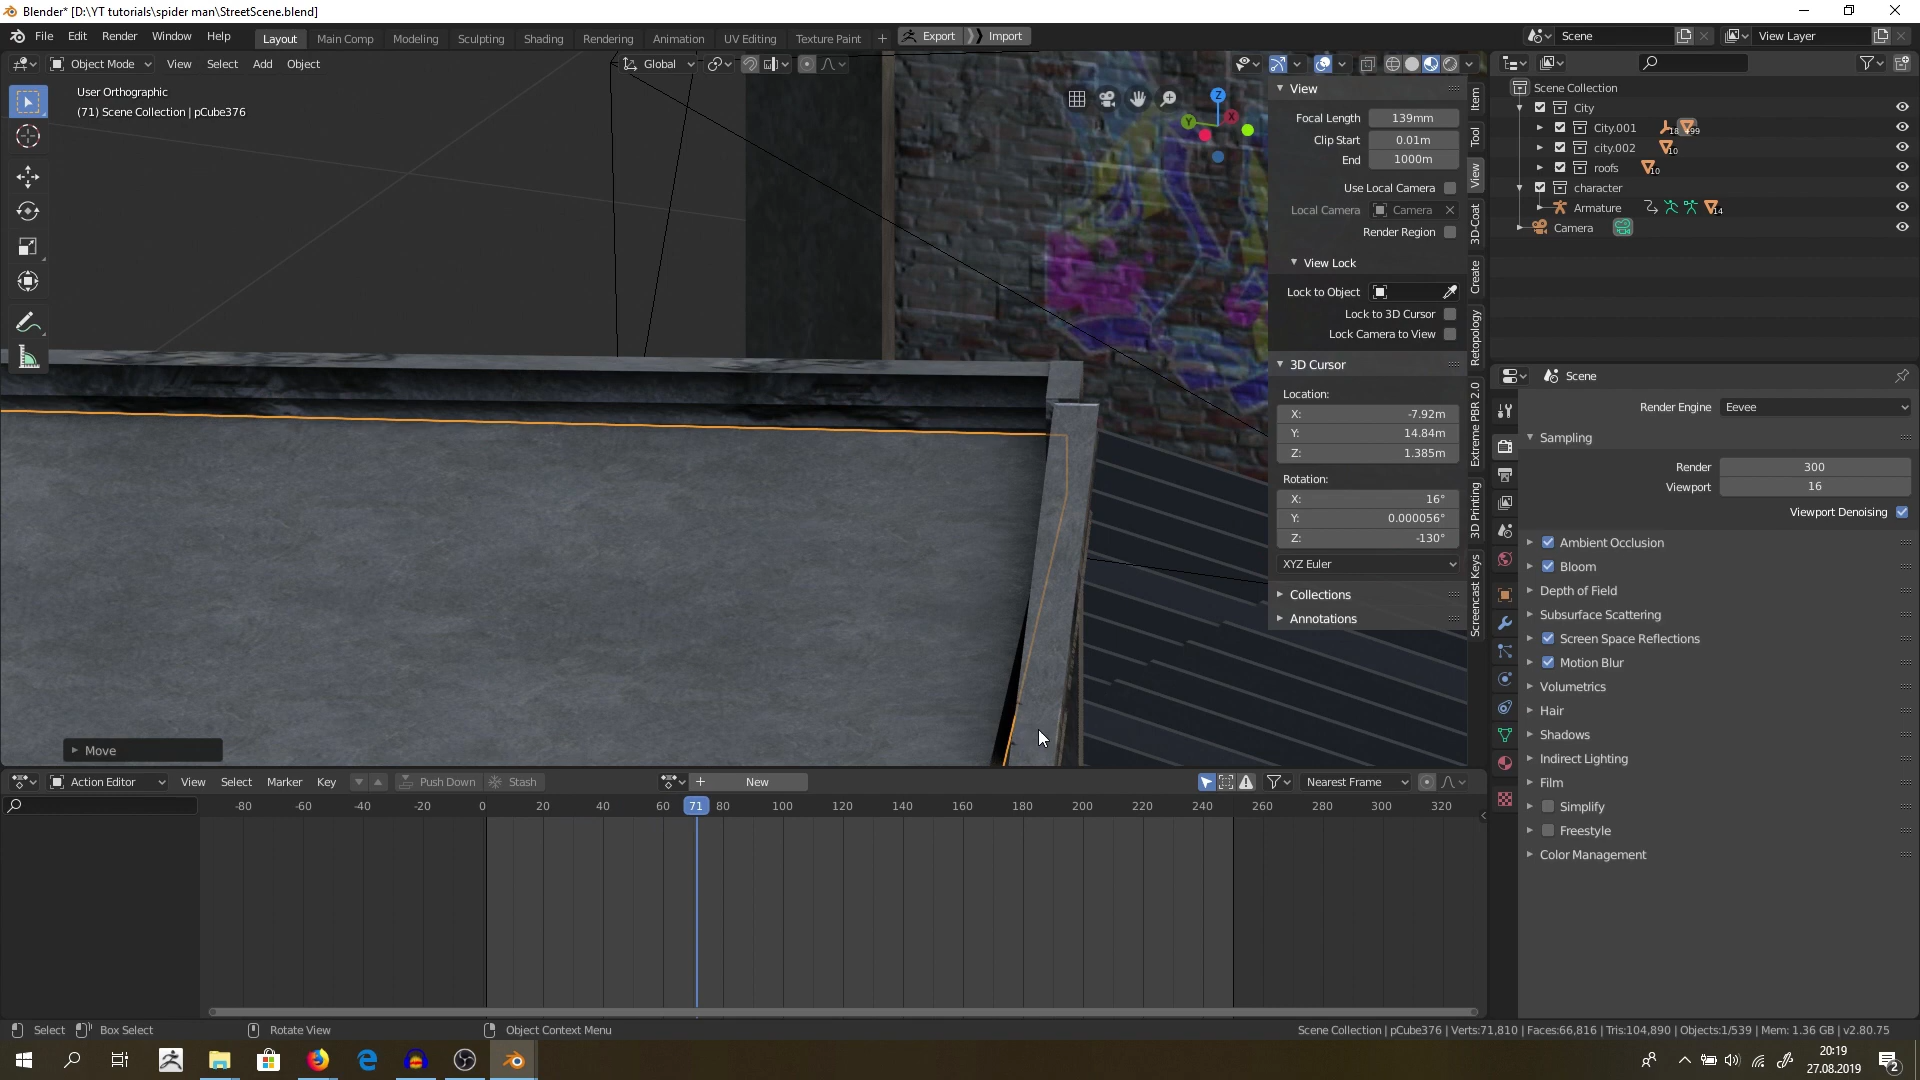 Blender* [D:\YT tutorials\spider man\StreetScene.blend]
File Edit Render Window Help Layout Main Comp Modeling Sculpting Shading Rendering Animation UV Editing Texture Paint + Export Import Scene View Layer
Object Mode View Select Add Object Global
User Orthographic
(71) Scene Collection | pCube376
View
Focal Length 139mm
Clip Start 0.01m
End 1000m
Use Local Camera
Local Camera Camera
Render Region
View Lock
Lock to Object
Lock to 3D Cursor
Lock Camera to View
3D Cursor
Location:
X: -7.92m
Y: 14.84m
Z: 1.385m
Rotation:
X: 16°
Y: 0.000056°
Z: -130°
XYZ Euler
Collections
Annotations
Item
Tool
View
3D-Coat
Create
Retopology
Extreme PBR 2.0
3D Printing
Screencast Keys
Z
Y
X
Scene Collection
City
City.001 18 99
city.002 10
roofs 10
character
Armature 14
Camera
Scene
Render Engine Eevee
Sampling
Render 300
Viewport 16
Viewport Denoising
Ambient Occlusion
Bloom
Depth of Field
Subsurface Scattering
Screen Space Reflections
Motion Blur
Volumetrics
Hair
Shadows
Indirect Lighting
Film
Simplify
Freestyle
Color Management
Move
Action Editor View Select Marker Key Push Down Stash + New Nearest Frame
-80 -60 -40 -20 0 20 40 60 71 80 100 120 140 160 180 200 220 240 260 280 300 320
Select Box Select Rotate View Object Context Menu Scene Collection | pCube376 | Verts:71,810 | Faces:66,816 | Tris:104,890 | Objects:1/539 | Mem: 1.36 GB | v2.80.75
20:19
27.08.2019
2